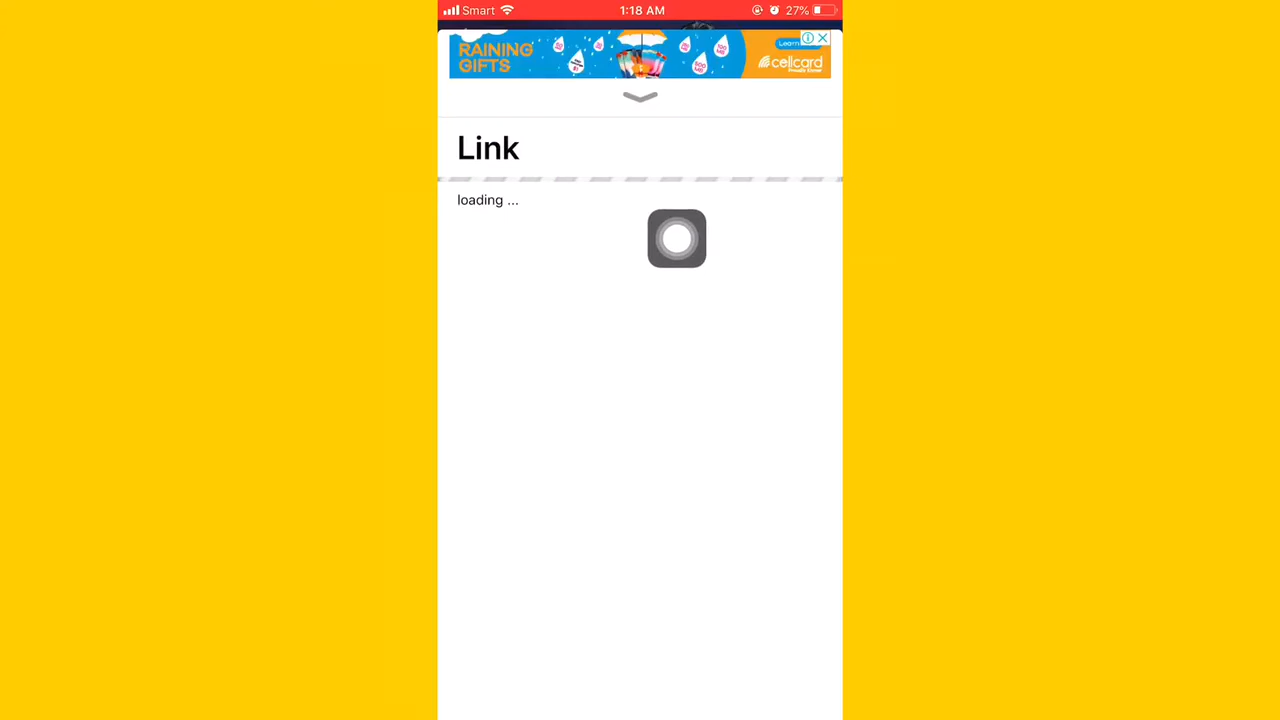 Smart 1:18 AM 27%
RAINING
GIFTS
Learn
cellcard
Link
loading ...